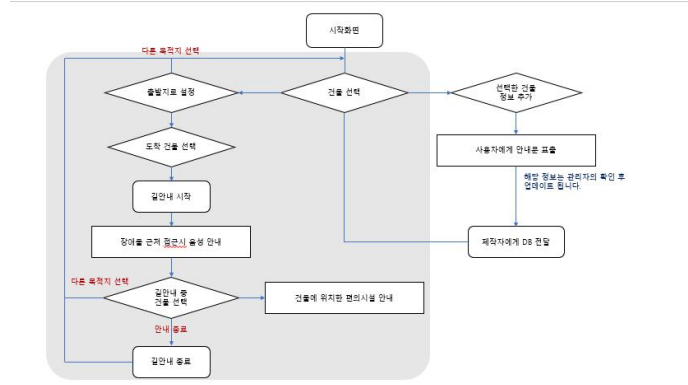 시작화면
다른 목적지 선택
출발지로 설정
건물 선택
선택한 건물
정보 추가
도착 건물 선택
사용자에게 안내문 표출
해당 정보는 관리자의 확인 후
업데이트 됩니다.
길안내 시작
장애물 근처 접근시 음성 안내
제작자에게 DB 전달
다른 목적지 선택
길안내 중
건물 선택
건물에 위치한 편의시설 안내
안내 종료
길안내 종료